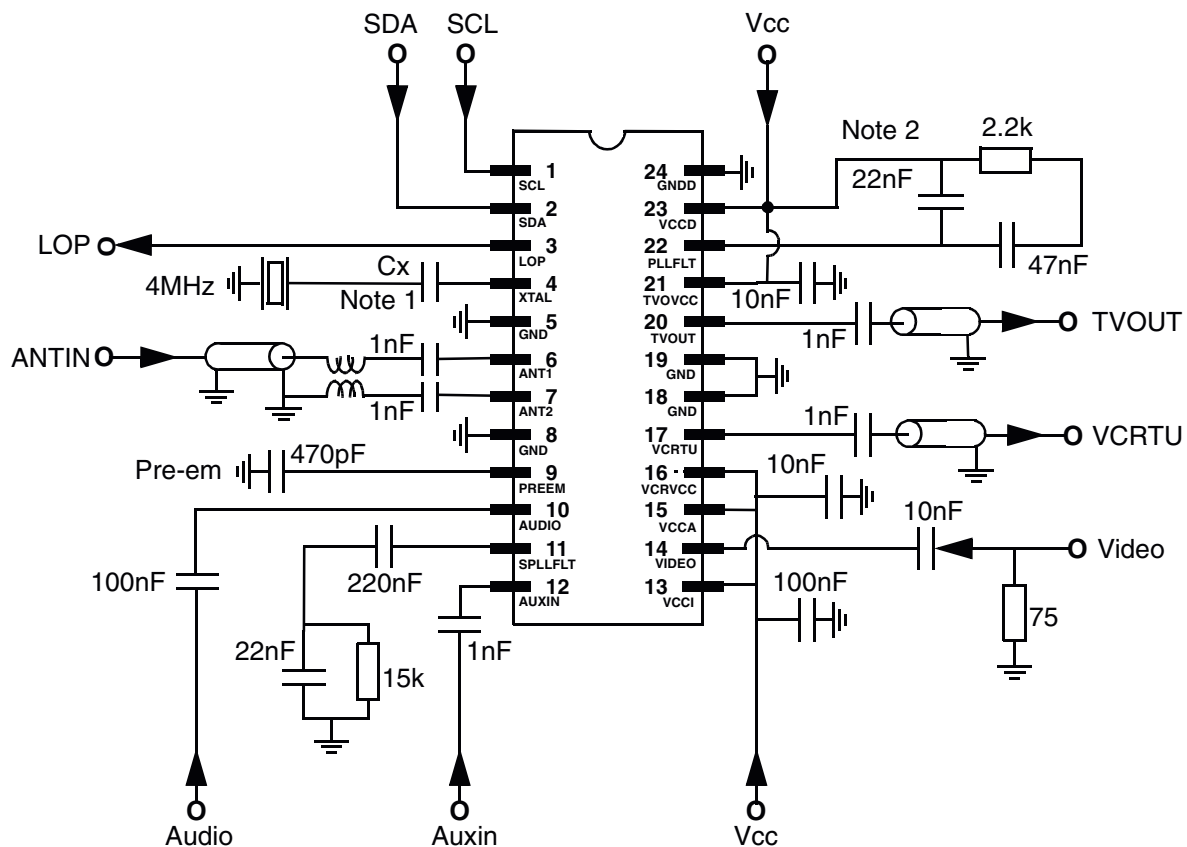 SDA
SCL
Vcc
Note 2
2.2k
22nF
47nF
1
SCL
2
SDA
3
LOP
4
XTAL
5
GND
6
ANT1
7
ANT2
8
GND
9
PREEM
10
AUDIO
11
SPLLFLT
12
AUXIN
24
GNDD
23
VCCD
22
PLLFLT
21
TVOVCC
20
TVOUT
19
GND
18
GND
17
VCRTU
16
VCRVCC
15
VCCA
14
VIDEO
13
VCCI
LOP
4MHz
Cx
Note 1
ANTIN
1nF
1nF
Pre-em
470pF
100nF
220nF
22nF
15k
1nF
10nF
1nF
TVOUT
1nF
VCRTU
10nF
10nF
Video
100nF
75
Audio
Auxin
Vcc